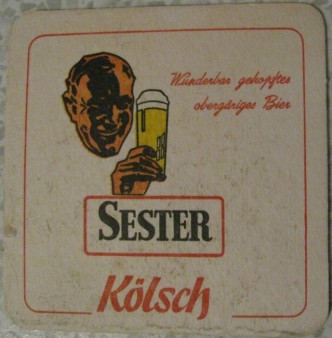 Wunderbar gehopftes
obergäriges Bier
SESTER
Kölsch